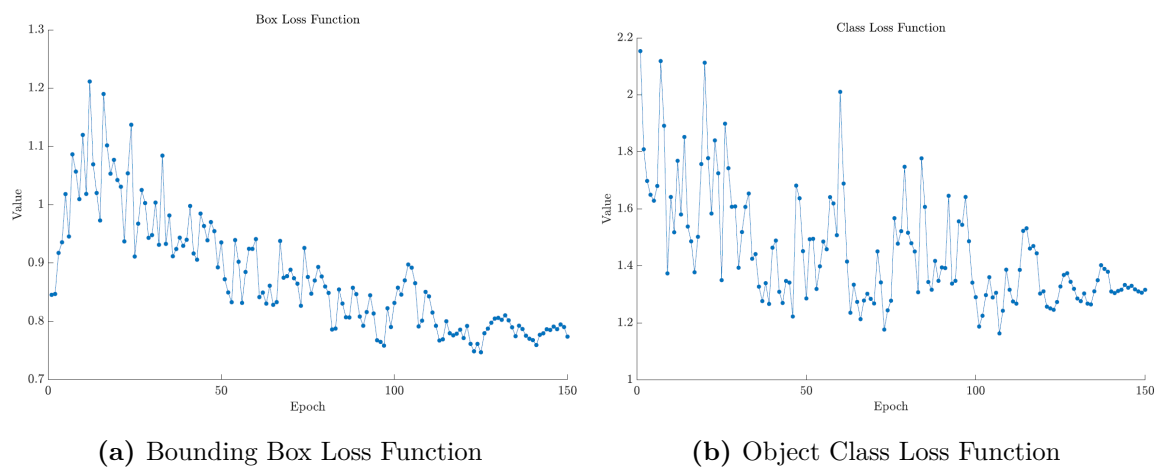 Box Loss Function
1.3
1.2
1.1
1
0.9
0.8
0.7
Value
0
50
100
150
Epoch
(a) Bounding Box Loss Function
Class Loss Function
2.2
2
1.8
1.6
1.4
1.2
1
Value
0
50
100
150
Epoch
(b) Object Class Loss Function